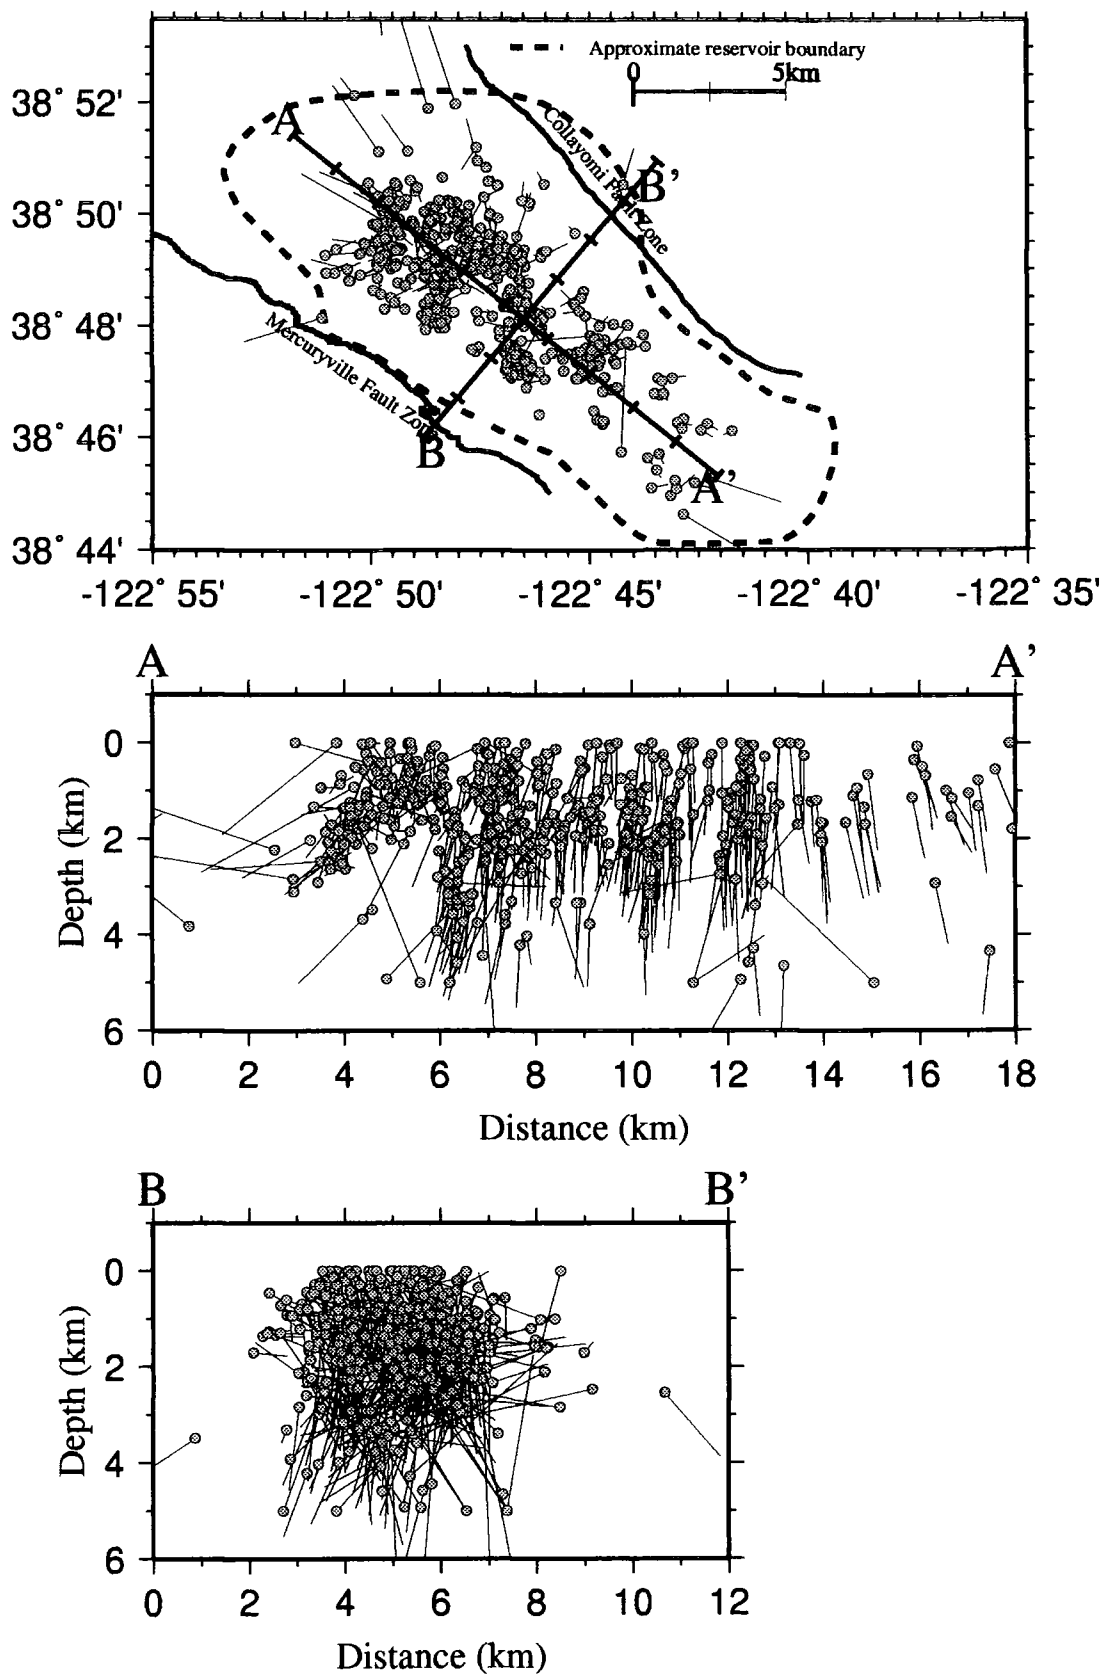 Approximate reservoir boundary
0 5km
38° 52'
A
Collayomi Fault Zone
B'
38° 50'
38° 48'
Mercuryville Fault Zone
38° 46'
B
A'
38° 44'
-122° 55' -122° 50' -122° 45' -122° 40' -122° 35'
A A'
0
2
4
6
Depth (km)
0 2 4 6 8 10 12 14 16 18
Distance (km)
B B'
0
2
4
6
Depth (km)
0 2 4 6 8 10 12
Distance (km)